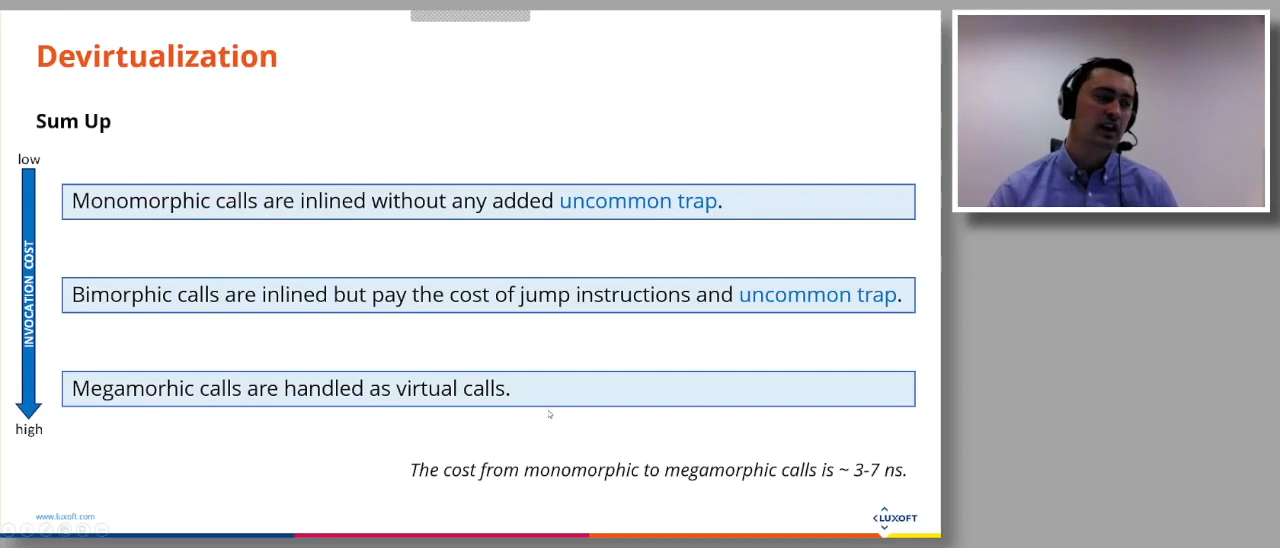 Devirtualization
Sum Up
low
INVOCATION COST
Monomorphic calls are inlined without any added uncommon trap.
Bimorphic calls are inlined but pay the cost of jump instructions and uncommon trap.
Megamorhic calls are handled as virtual calls.
high
The cost from monomorphic to megamorphic calls is ~ 3-7 ns.
www.luxoft.com
LUXOFT